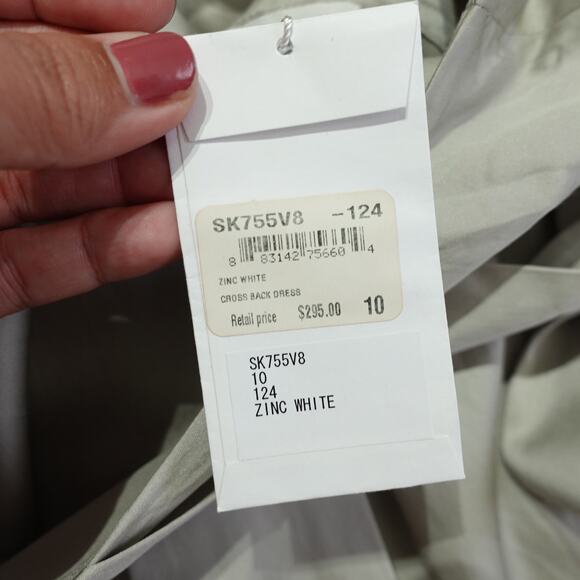 SK755V8 -124
8 83142 75660 4
ZINC WHITE
CROSS BACK DRESS
Retail price $295.00 10
SK755V8
10
124
ZINC WHITE